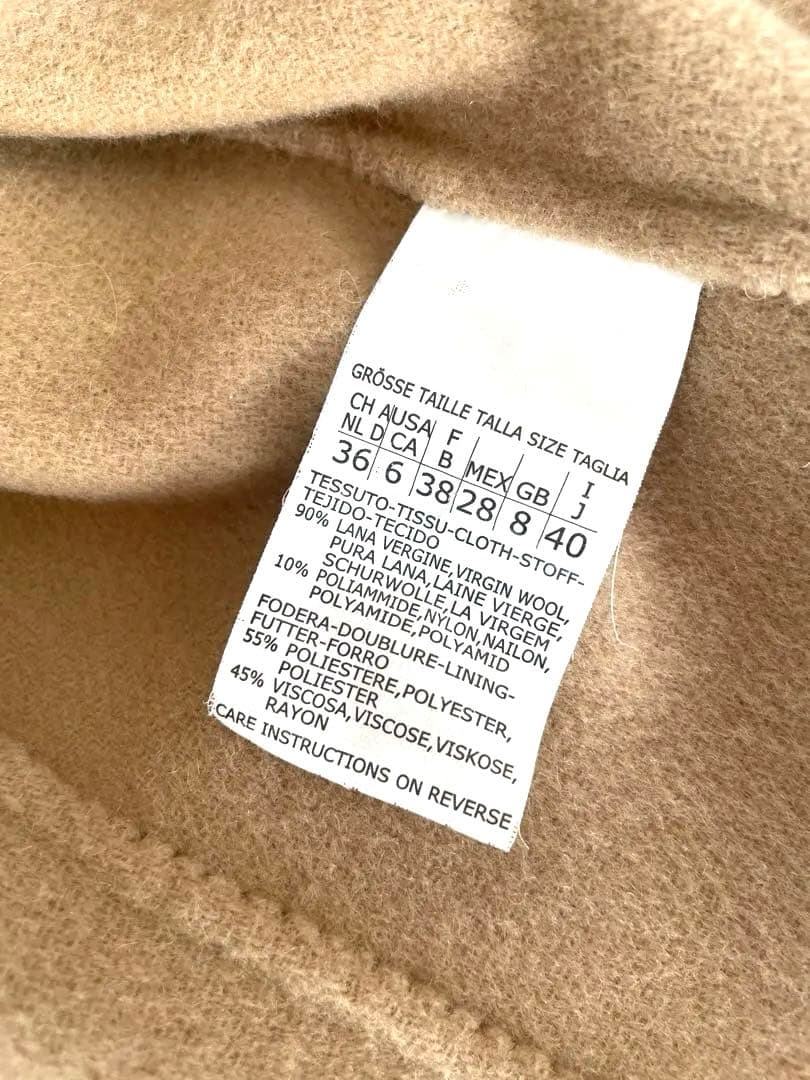 GRÖSSE TAILLE TALLA SIZE TAGLIA
CH A USA F MEX GB I
NL D CA B J
36 6 38 28 8 40
TESSUTO-TISSU-CLOTH-STOFF-
TEJIDO-TECIDO
90% LANA VERGINE,VIRGIN WOOL,
PURA LANA,LAINE VIERGE,
SCHURWOLLE,LA VIRGEM
10% POLIAMMIDE,NYLON,NAILON,
POLYAMIDE,POLYAMID
FODERA-DOUBLURE-LINING-
FUTTER-FORRO
55% POLIESTERE,POLYESTER,
POLIESTER
45% VISCOSA,VISCOSE,VISKOSE,
RAYON
CARE INSTRUCTIONS ON REVERSE